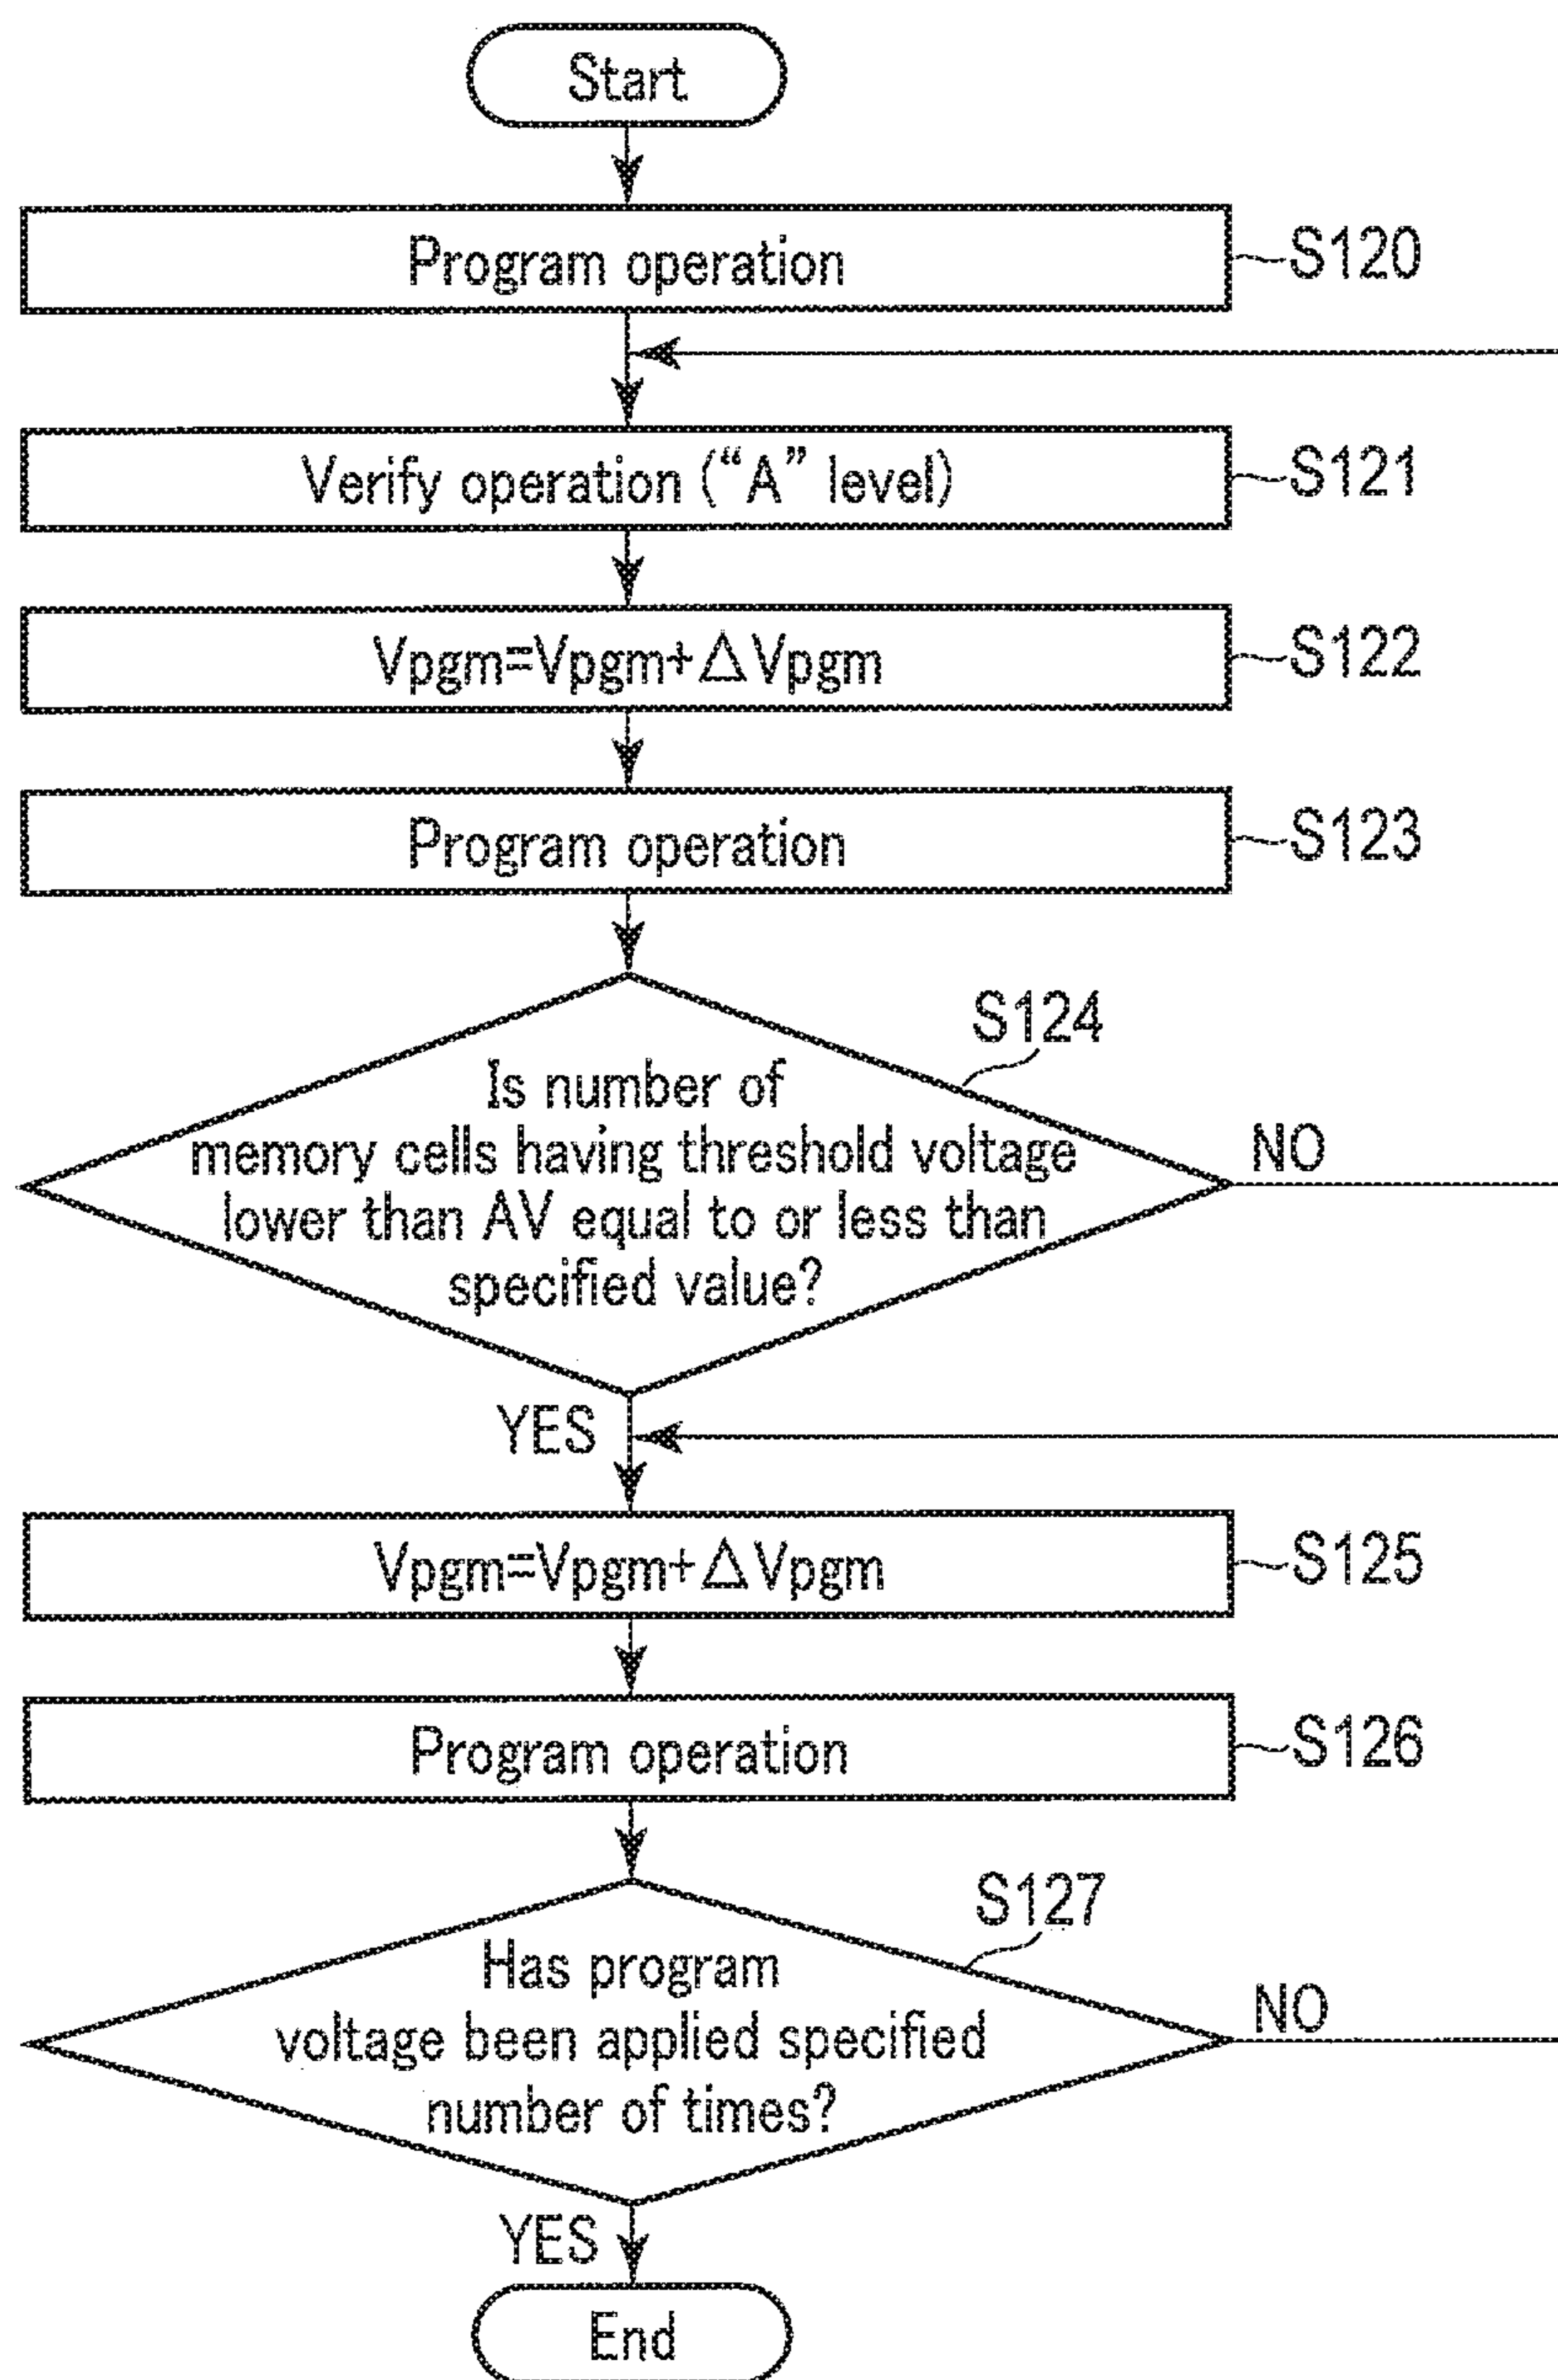 Start
Program operation
S120
Verify operation (“A” level)
S121
Vpgm=Vpgm+△Vpgm
S122
Program operation
S123
S124
Is number of
memory cells having threshold voltage
lower than AV equal to or less than
specified value?
NO
YES
Vpgm=Vpgm+△Vpgm
S125
Program operation
S126
S127
Has program
voltage been applied specified
number of times?
NO
YES
End